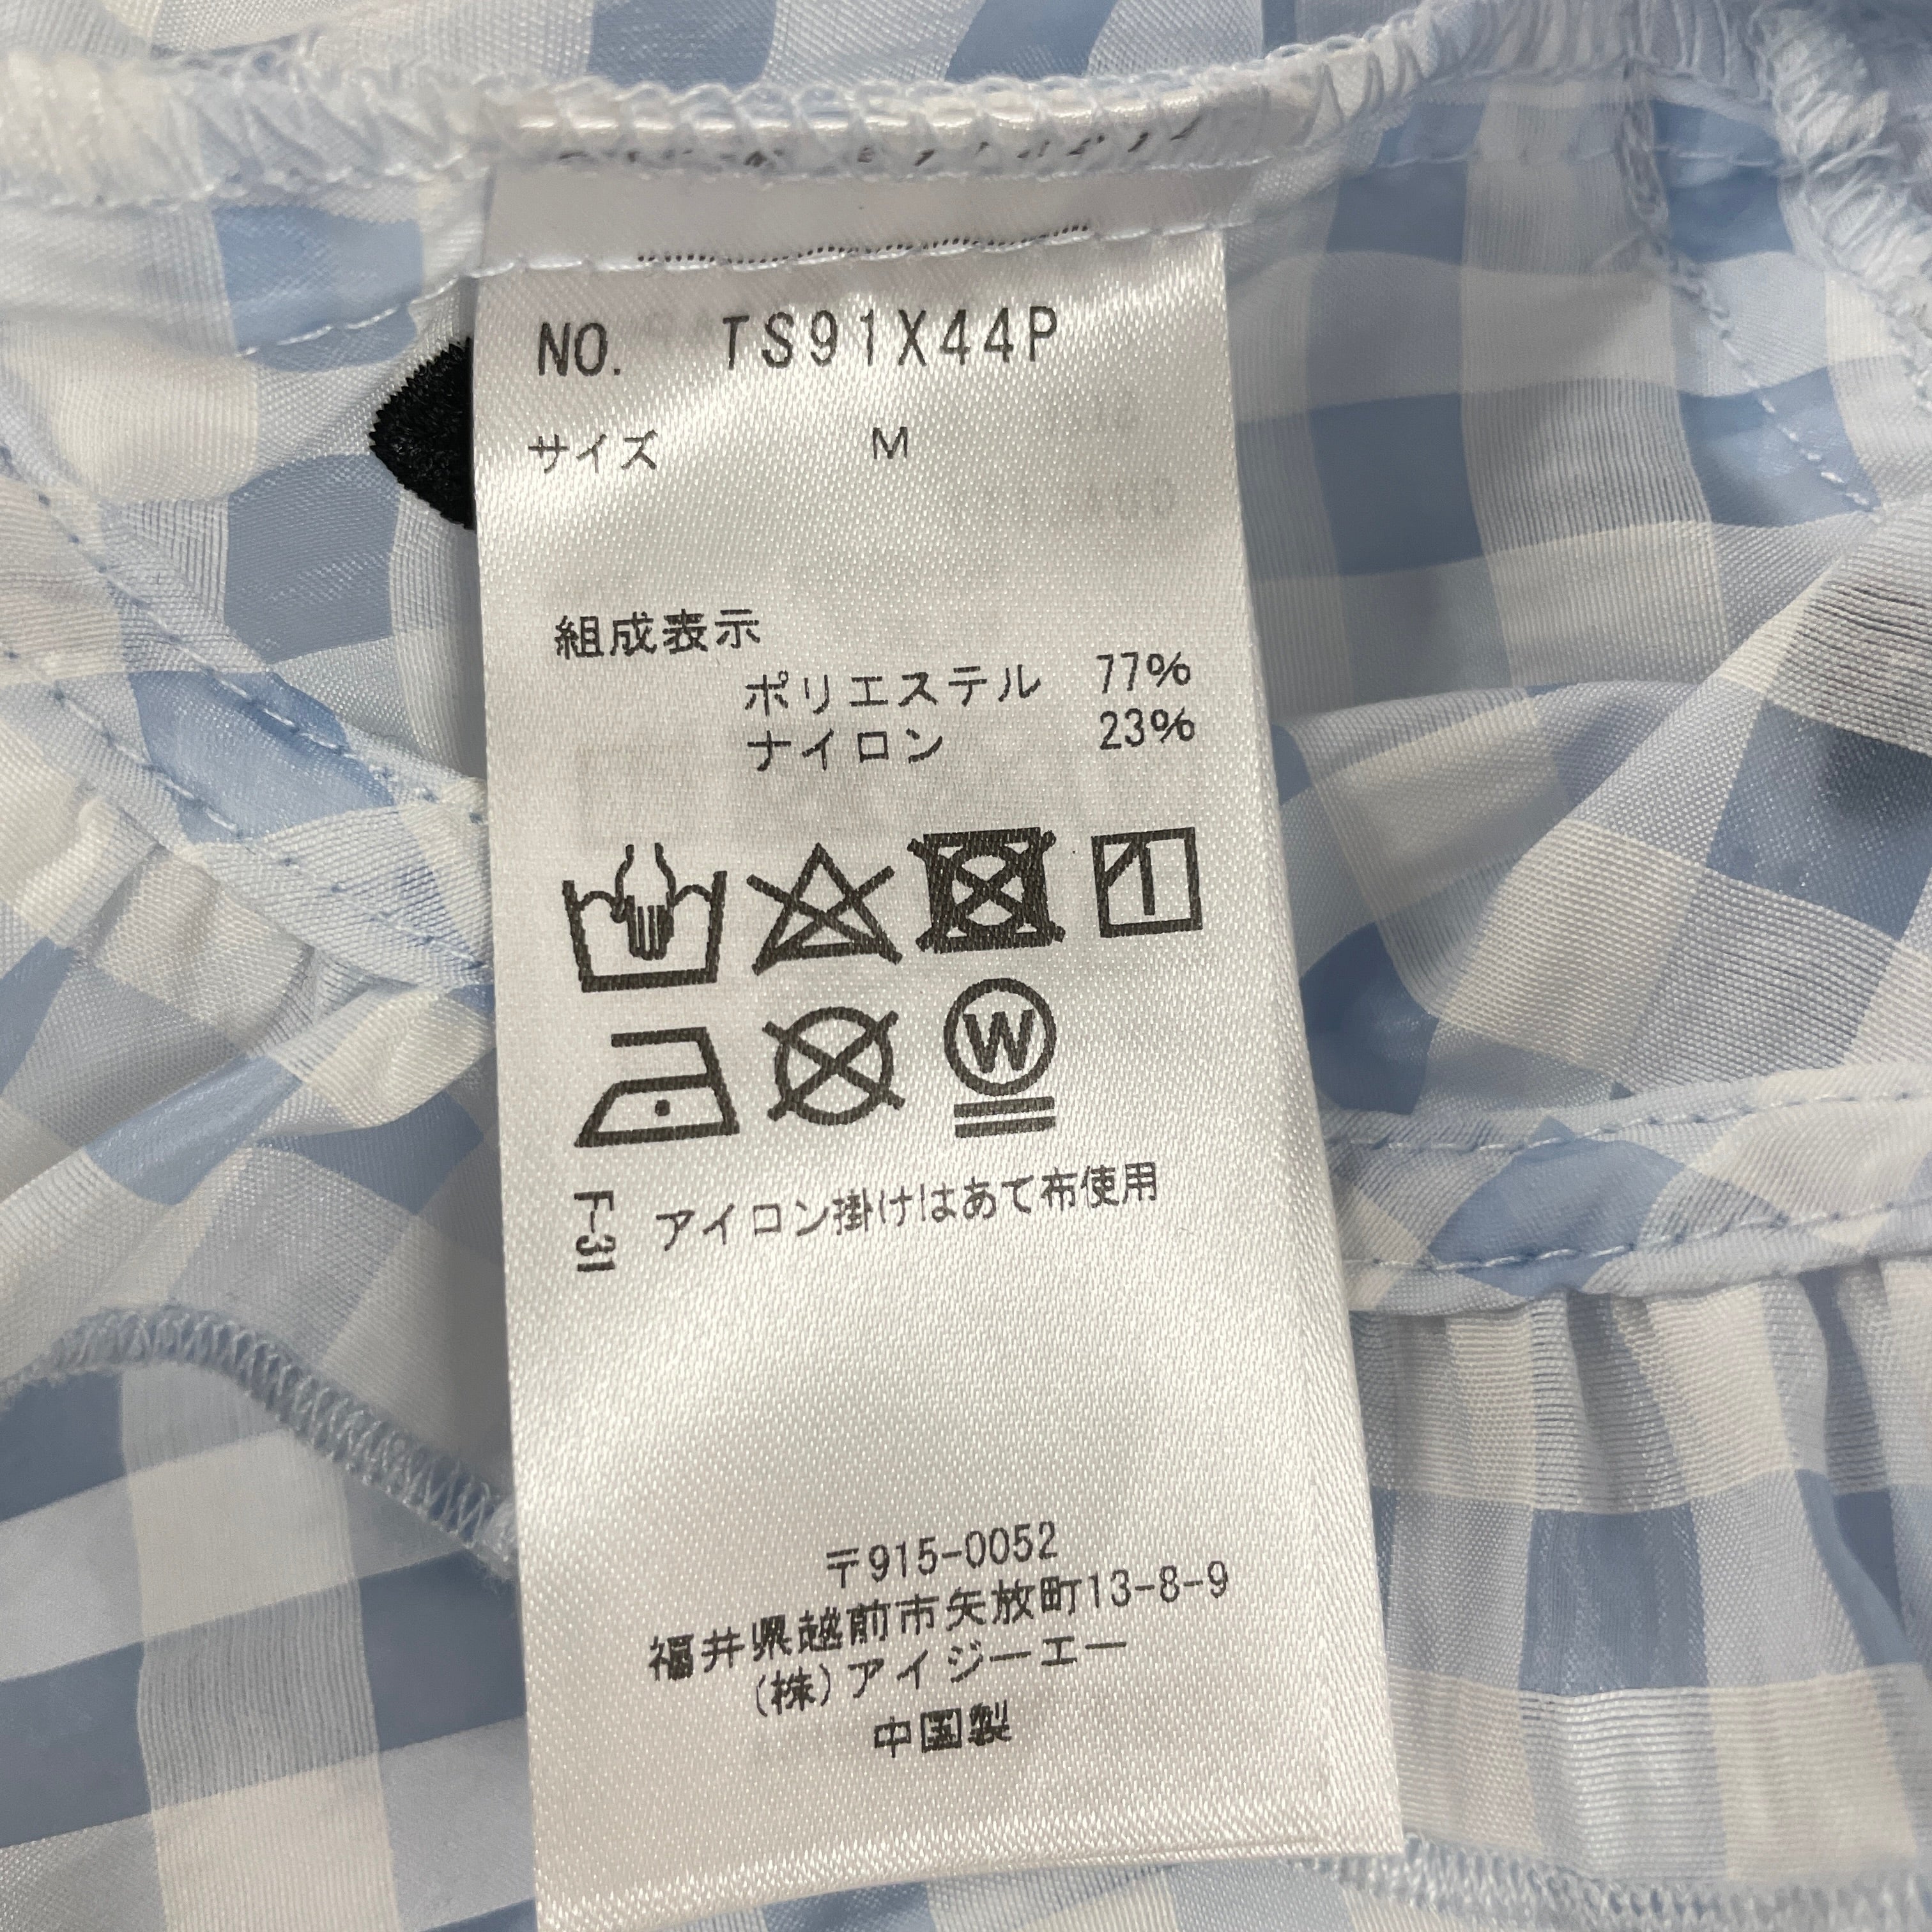 NO. TS91X44P
サイズ M
組成表示
ポリエステル 77%
ナイロン 23%
W
F-31 アイロン掛けはあて布使用
〒915-0052
福井県越前市矢放町13-8-9
(株)アイジーエー
中国製